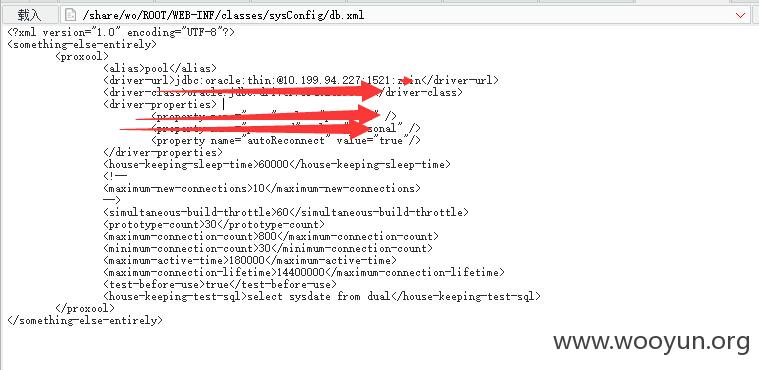 载入 /share/wo/ROOT/WEB-INF/classes/sysConfig/db.xml
<?xml version="1.0" encoding="UTF-8"?>
<something-else-entirely>
<proxool>
<alias>pool</alias>
<driver-url>jdbc:oracle:thin:@10.199.94.227:1521: </driver-url>
<driver-class>oracle.jdbc. </driver-class>
<driver-properties>
<property />
<property " />
<property name="autoReconnect" value="true"/>
</driver-properties>
<house-keeping-sleep-time>60000</house-keeping-sleep-time>
<!--
<maximum-new-connections>10</maximum-new-connections>
-->
<simultaneous-build-throttle>60</simultaneous-build-throttle>
<prototype-count>30</prototype-count>
<maximum-connection-count>800</maximum-connection-count>
<minimum-connection-count>30</minimum-connection-count>
<maximum-active-time>180000</maximum-active-time>
<maximum-connection-lifetime>14400000</maximum-connection-lifetime>
<test-before-use>true</test-before-use>
<house-keeping-test-sql>select sysdate from dual</house-keeping-test-sql>
</proxool>
</something-else-entirely>
www.wooyun.org